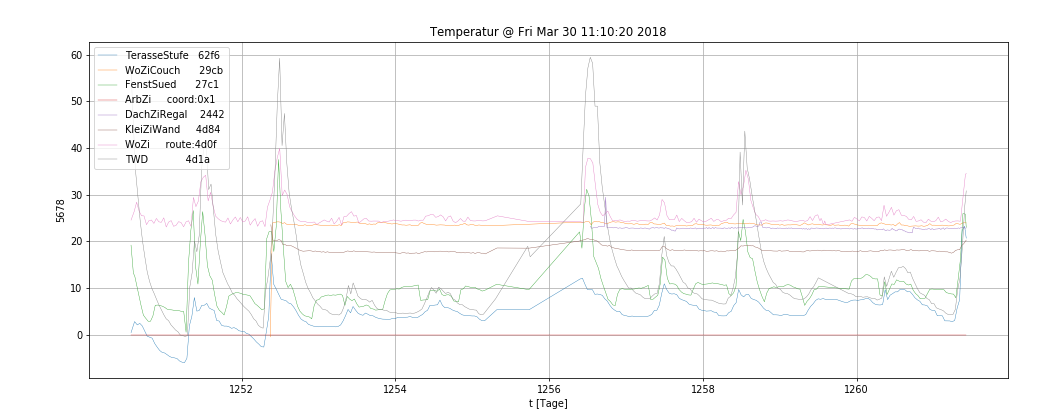 Temperatur @ Fri Mar 30 11:10:20 2018
60
50
40
30
20
10
0
5678
TerasseStufe 62f6
WoZiCouch 29cb
FenstSued 27c1
ArbZi coord:0x1
DachZiRegal 2442
KleiZiWand 4d84
WoZi route:4d0f
TWD 4d1a
1252 1254 1256 1258 1260
t [Tage]